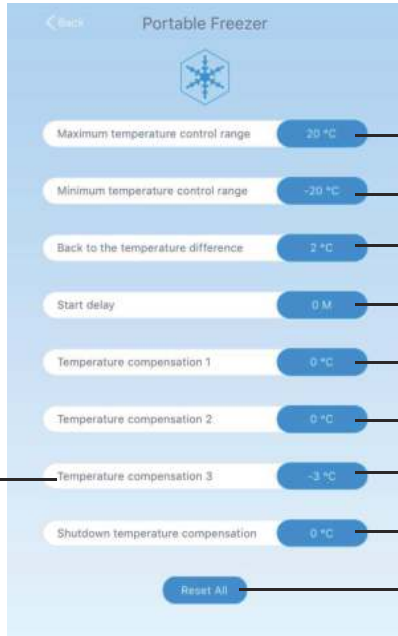 Back
Portable Freezer
Maximum temperature control range 20 °C
Minimum temperature control range -20 °C
Back to the temperature difference 2 °C
Start delay 0 M
Temperature compensation 1 0 °C
Temperature compensation 2 0 °C
Temperature compensation 3 -3 °C
Shutdown temperature compensation 0 °C
Reset All